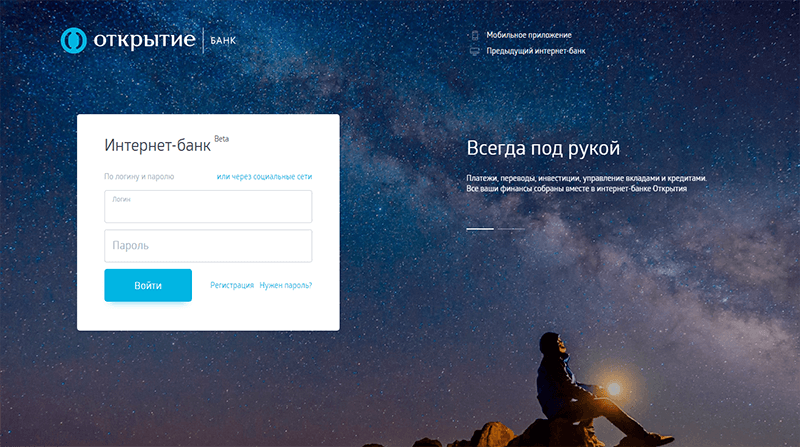 открытие БАНК
Мобильное приложение
Предыдущий интернет-банк
Интернет-банк Beta
По логину и паролю или через социальные сети
Логин
Пароль
Войти Регистрация Нужен пароль?
Всегда под рукой
Платежи, переводы, инвестиции, управление вкладами и кредитами.
Все ваши финансы собраны вместе в интернет-банке Открытия